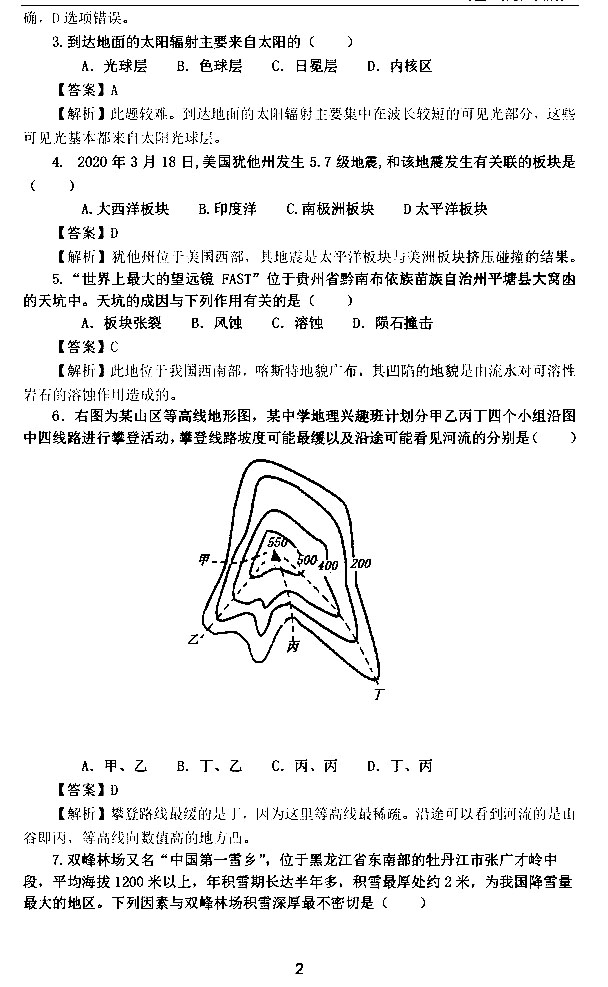 确，D选项错误。
3.到达地面的太阳辐射主要来自太阳的（　　）
A．光球层　B．色球层　C．日冕层　D．内核区
【答案】A
【解析】此题较难。到达地面的太阳辐射主要集中在波长较短的可见光部分，这些
可见光基本都来自太阳光球层。
4. 2020年3月18日,美国犹他州发生5.7级地震,和该地震发生有关联的板块是
（　　）
A.大西洋板块　B.印度洋　C.南极洲板块　D太平洋板块
【答案】D
【解析】犹他州位于美国西部，其地震是太平洋板块与美洲板块挤压碰撞的结果。
5.“世界上最大的望远镜 FAST”位于贵州省黔南布依族苗族自治州平塘县大窝凼
的天坑中。天坑的成因与下列作用有关的是（　　）
A．板块张裂　B．风蚀　C．溶蚀　D．陨石撞击
【答案】C
【解析】此地位于我国西南部，喀斯特地貌广布，其凹陷的地貌是由流水对可溶性
岩石的溶蚀作用造成的。
6．右图为某山区等高线地形图，某中学地理兴趣班计划分甲乙丙丁四个小组沿图
中四线路进行攀登活动，攀登线路坡度可能最缓以及沿途可能看见河流的分别是（　　）
550
甲
500 400 200
乙
丙
丁
A．甲、乙　B．丁、乙　C．丙、丙　D．丁、丙
【答案】D
【解析】攀登路线最缓的是丁，因为这里等高线最稀疏。沿途可以看到河流的是山
谷即丙，等高线向数值高的地方凸。
7.双峰林场又名“中国第一雪乡”，位于黑龙江省东南部的牡丹江市张广才岭中
段，平均海拔1200米以上，年积雪期长达半年多，积雪最厚处约2米，为我国降雪量
最大的地区。下列因素与双峰林场积雪深厚最不密切是（　　）
2